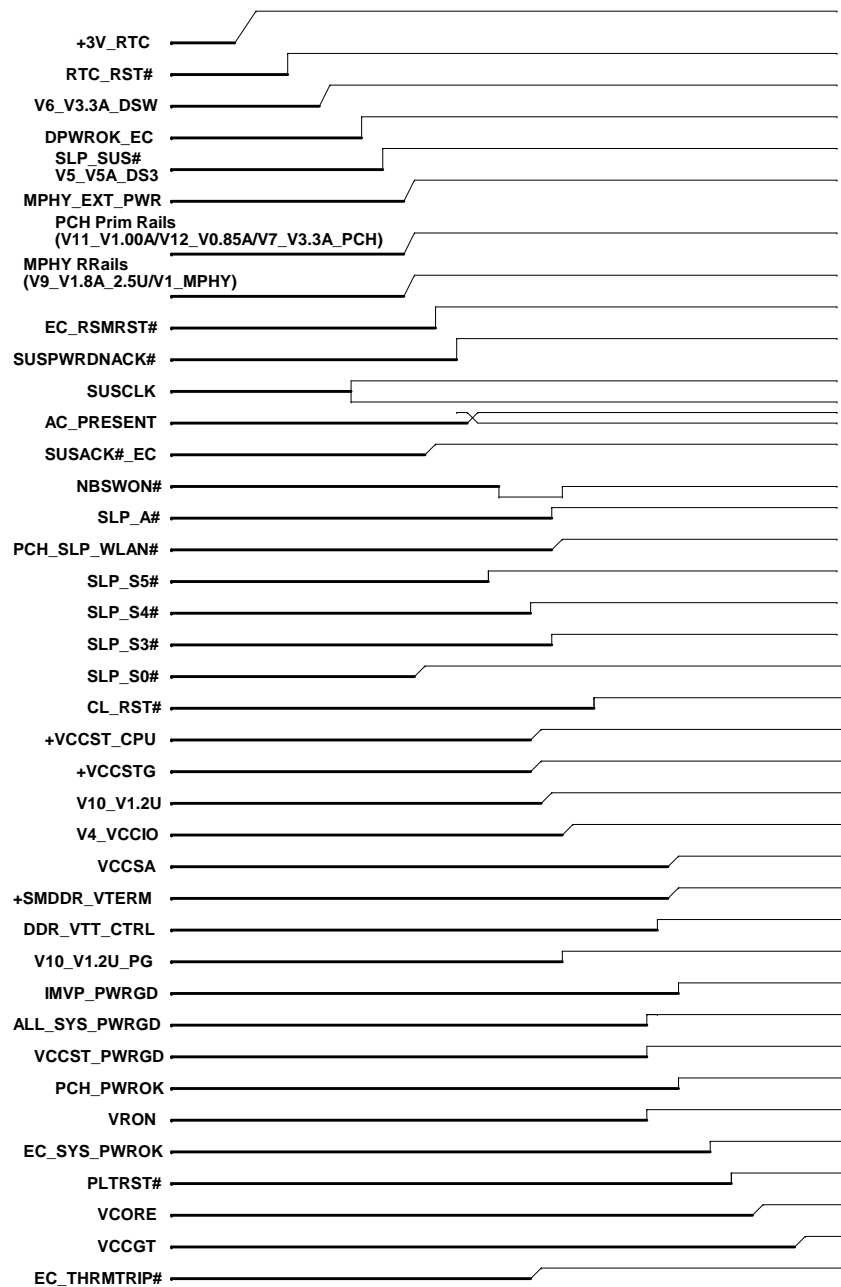 +3V_RTC
RTC_RST#
V6_V3.3A_DSW
DPWROK_EC
SLP_SUS#
V5_V5A_DS3
MPHY_EXT_PWR
PCH Prim Rails
(V11_V1.00A/V12_V0.85A/V7_V3.3A_PCH)
MPHY RRails
(V9_V1.8A_2.5U/V1_MPHY)
EC_RSMRST#
SUSPWRDNACK#
SUSCLK
AC_PRESENT
SUSACK#_EC
NBSWON#
SLP_A#
PCH_SLP_WLAN#
SLP_S5#
SLP_S4#
SLP_S3#
SLP_S0#
CL_RST#
+VCCST_CPU
+VCCSTG
V10_V1.2U
V4_VCCIO
VCCSA
+SMDDR_VTERM
DDR_VTT_CTRL
V10_V1.2U_PG
IMVP_PWRGD
ALL_SYS_PWRGD
VCCST_PWRGD
PCH_PWROK
VRON
EC_SYS_PWROK
PLTRST#
VCORE
VCCGT
EC_THRMTRIP#